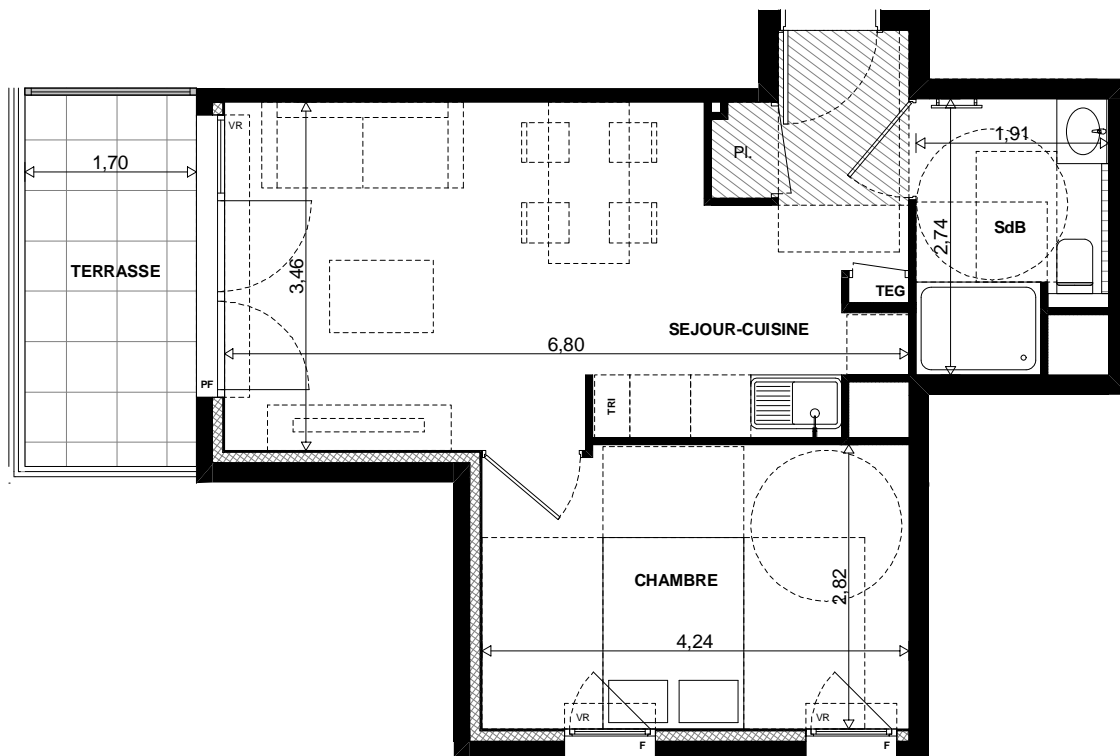 VR
Pl.
1,91
1,70
2,74
SdB
TERRASSE
3,46
TEG
SEJOUR-CUISINE
6,80
PF
TRI
CHAMBRE
2,82
4,24
VR
VR
F
F